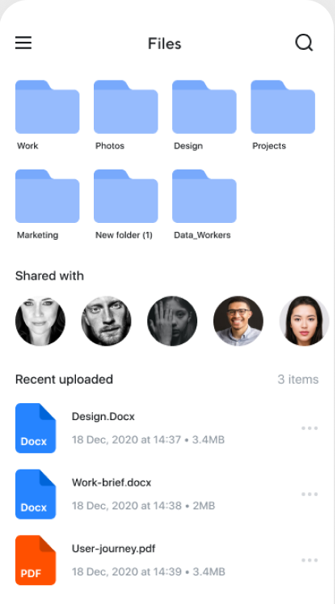 Files
Work Photos Design Projects
Marketing New folder (1) Data_Workers
Shared with
Recent uploaded 3 items
Docx
Design.Docx
18 Dec, 2020 at 14:37 • 3.4MB
Docx
Work-brief.docx
18 Dec, 2020 at 14:38 • 2MB
PDF
User-journey.pdf
18 Dec, 2020 at 14:39 • 3.4MB